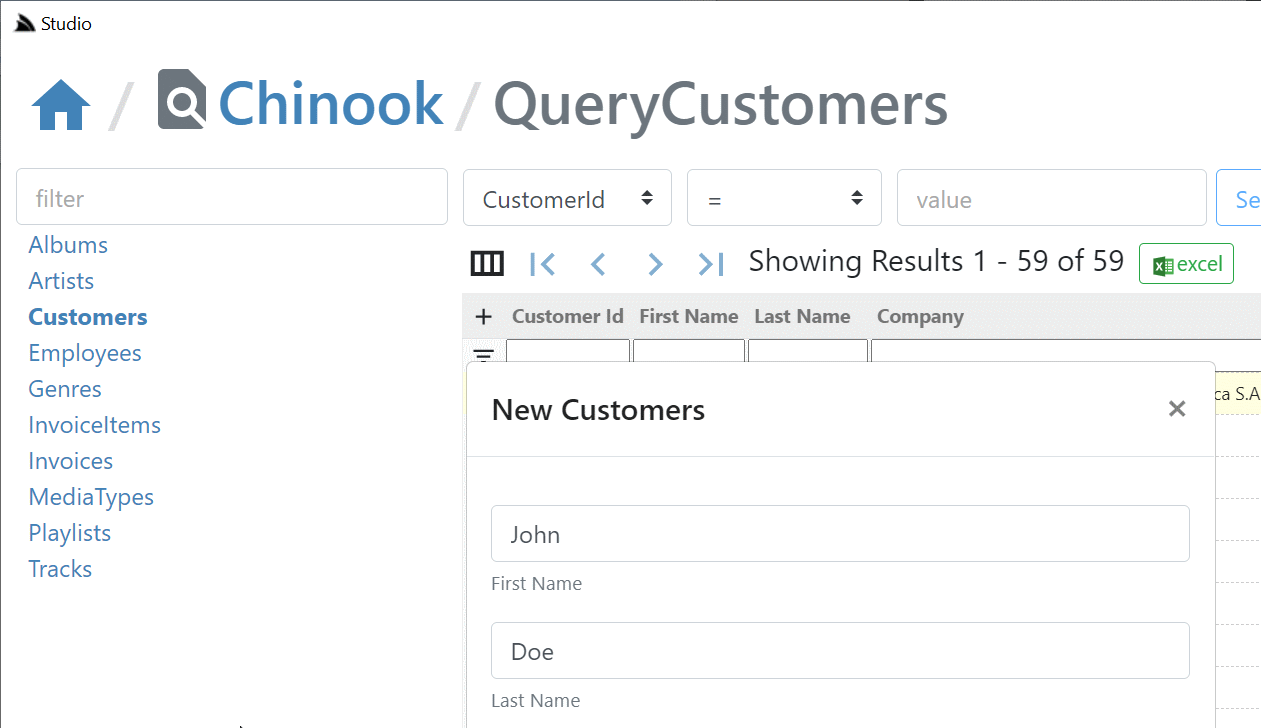 Studio
/ Chinook / QueryCustomers
filter
CustomerId = value Se
Albums
Artists
Customers
Employees
Genres
InvoiceItems
Invoices
MediaTypes
Playlists
Tracks
Showing Results 1 - 59 of 59 excel
+ Customer Id First Name Last Name Company
ca S.A
New Customers ×
John
First Name
Doe
Last Name